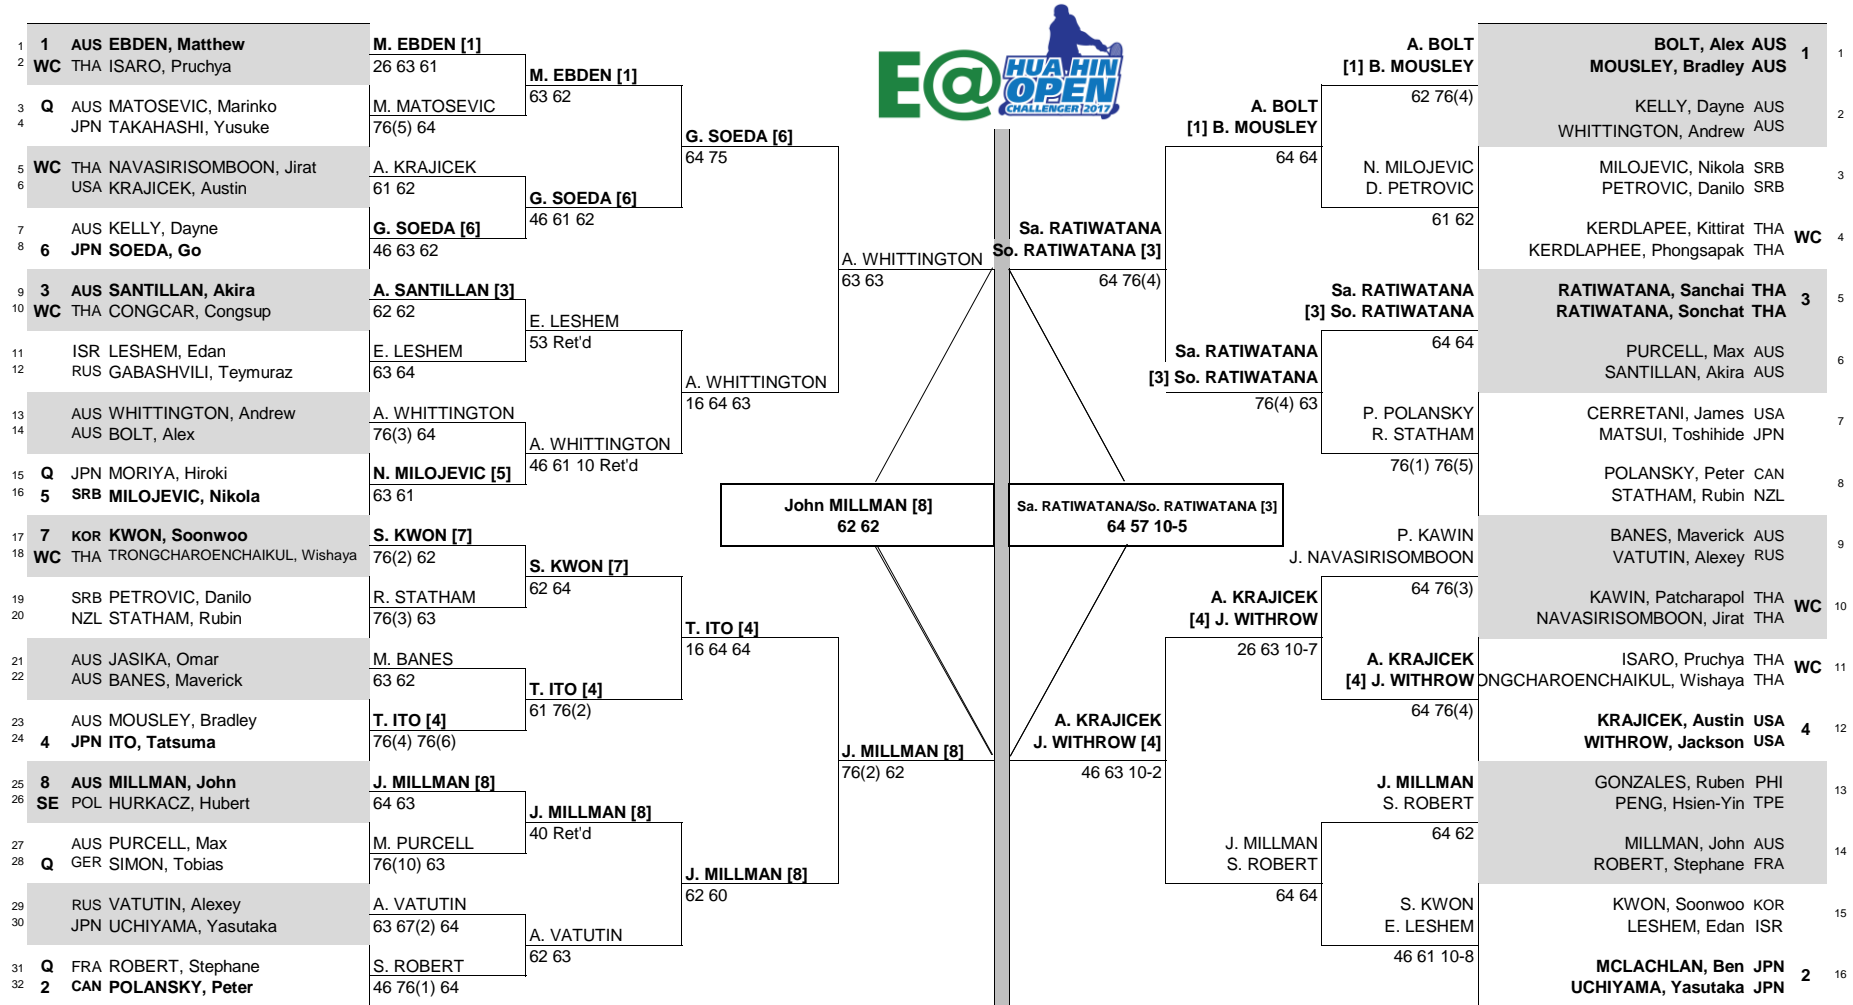 E@
HUA HIN
OPEN
CHALLENGER 2017
1 1 AUS EBDEN, Matthew
2 WC THA ISARO, Pruchya
3 Q AUS MATOSEVIC, Marinko
4 JPN TAKAHASHI, Yusuke
5 WC THA NAVASIRISOMBOON, Jirat
6 USA KRAJICEK, Austin
7 AUS KELLY, Dayne
8 6 JPN SOEDA, Go
9 3 AUS SANTILLAN, Akira
10 WC THA CONGCAR, Congsup
11 ISR LESHEM, Edan
12 RUS GABASHVILI, Teymuraz
13 AUS WHITTINGTON, Andrew
14 AUS BOLT, Alex
15 Q JPN MORIYA, Hiroki
16 5 SRB MILOJEVIC, Nikola
17 7 KOR KWON, Soonwoo
18 WC THA TRONGCHAROENCHAIKUL, Wishaya
19 SRB PETROVIC, Danilo
20 NZL STATHAM, Rubin
21 AUS JASIKA, Omar
22 AUS BANES, Maverick
23 AUS MOUSLEY, Bradley
24 4 JPN ITO, Tatsuma
25 8 AUS MILLMAN, John
26 SE POL HURKACZ, Hubert
27 AUS PURCELL, Max
28 Q GER SIMON, Tobias
29 RUS VATUTIN, Alexey
30 JPN UCHIYAMA, Yasutaka
31 Q FRA ROBERT, Stephane
32 2 CAN POLANSKY, Peter
M. EBDEN [1]
26 63 61
M. MATOSEVIC
76(5) 64
A. KRAJICEK
61 62
G. SOEDA [6]
46 63 62
A. SANTILLAN [3]
62 62
E. LESHEM
63 64
A. WHITTINGTON
76(3) 64
N. MILOJEVIC [5]
63 61
S. KWON [7]
76(2) 62
R. STATHAM
76(3) 63
M. BANES
63 62
T. ITO [4]
76(4) 76(6)
J. MILLMAN [8]
64 63
M. PURCELL
76(10) 63
A. VATUTIN
63 67(2) 64
S. ROBERT
46 76(1) 64
M. EBDEN [1]
63 62
G. SOEDA [6]
46 61 62
E. LESHEM
53 Ret'd
A. WHITTINGTON
46 61 10 Ret'd
S. KWON [7]
62 64
T. ITO [4]
61 76(2)
J. MILLMAN [8]
40 Ret'd
A. VATUTIN
62 63
G. SOEDA [6]
64 75
A. WHITTINGTON
16 64 63
T. ITO [4]
16 64 64
J. MILLMAN [8]
62 60
A. WHITTINGTON
63 63
J. MILLMAN [8]
76(2) 62
John MILLMAN [8]
62 62
Sa. RATIWATANA/So. RATIWATANA [3]
64 57 10-5
Sa. RATIWATANA
So. RATIWATANA [3]
64 76(4)
A. KRAJICEK
J. WITHROW [4]
46 63 10-2
A. BOLT
[1] B. MOUSLEY
64 64
Sa. RATIWATANA
[3] So. RATIWATANA
76(4) 63
A. KRAJICEK
[4] J. WITHROW
26 63 10-7
J. MILLMAN
S. ROBERT
64 64
A. BOLT
[1] B. MOUSLEY
62 76(4)
N. MILOJEVIC
D. PETROVIC
61 62
Sa. RATIWATANA
[3] So. RATIWATANA
64 64
P. POLANSKY
R. STATHAM
76(1) 76(5)
P. KAWIN
J. NAVASIRISOMBOON
64 76(3)
A. KRAJICEK
[4] J. WITHROW
64 76(4)
J. MILLMAN
S. ROBERT
64 62
S. KWON
E. LESHEM
46 61 10-8
BOLT, Alex AUS 1 1
MOUSLEY, Bradley AUS
KELLY, Dayne AUS 2
WHITTINGTON, Andrew AUS
MILOJEVIC, Nikola SRB 3
PETROVIC, Danilo SRB
KERDLAPEE, Kittirat THA WC 4
KERDLAPHEE, Phongsapak THA
RATIWATANA, Sanchai THA 3 5
RATIWATANA, Sonchat THA
PURCELL, Max AUS 6
SANTILLAN, Akira AUS
CERRETANI, James USA 7
MATSUI, Toshihide JPN
POLANSKY, Peter CAN 8
STATHAM, Rubin NZL
BANES, Maverick AUS 9
VATUTIN, Alexey RUS
KAWIN, Patcharapol THA WC 10
NAVASIRISOMBOON, Jirat THA
ISARO, Pruchya THA WC 11
ONGCHAROENCHAIKUL, Wishaya THA
KRAJICEK, Austin USA 4 12
WITHROW, Jackson USA
GONZALES, Ruben PHI 13
PENG, Hsien-Yin TPE
MILLMAN, John AUS 14
ROBERT, Stephane FRA
KWON, Soonwoo KOR 15
LESHEM, Edan ISR
MCLACHLAN, Ben JPN 2 16
UCHIYAMA, Yasutaka JPN